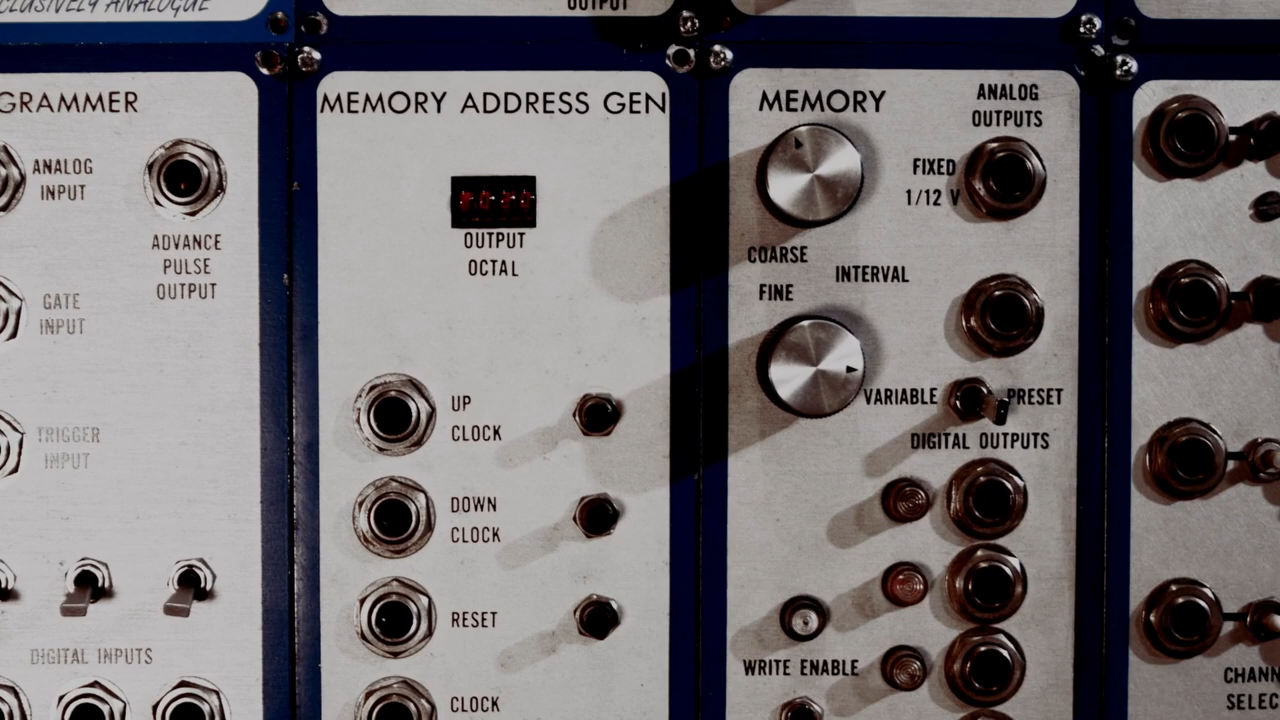 CLUSIVELY ANALOGUE
OUTPUT
GRAMMER
ANALOG
INPUT
ADVANCE
PULSE
OUTPUT
GATE
INPUT
TRIGGER
INPUT
DIGITAL INPUTS
MEMORY ADDRESS GEN
OUTPUT
OCTAL
UP
CLOCK
DOWN
CLOCK
RESET
CLOCK
MEMORY
ANALOG
OUTPUTS
FIXED
1/12 V
COARSE
INTERVAL
FINE
VARIABLE
PRESET
DIGITAL OUTPUTS
WRITE ENABLE
CHANN
SELEC